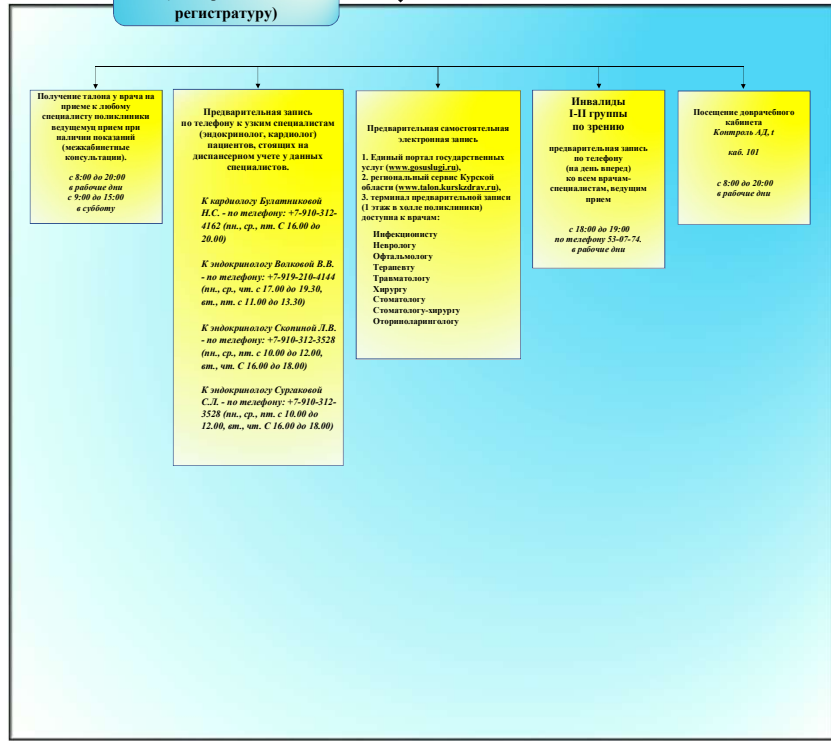 регистратуру)
Получение талона у врача на
приеме к любому
специалисту поликлиники
ведущему прием при
наличии показаний
(межкабинетные
консультации).
с 8:00 до 20:00
в рабочие дни
с 9:00 до 15:00
в субботу
Предварительная запись
по телефону к узким специалистам
(эндокринолог, кардиолог)
пациентов, стоящих на
диспансерном учете у данных
специалистов.
К кардиологу Булатниковой
Н.С. - по телефону: +7-910-312-
4162 (пн., ср., пт. С 16.00 до
20.00)
К эндокринологу Волковой В.В.
- по телефону: +7-919-210-4144
(пн., ср., чт. с 17.00 до 19.30,
вт., пт. с 11.00 до 13.30)
К эндокринологу Скопиной Л.В.
- по телефону: +7-910-312-3528
(пн., ср., пт. с 10.00 до 12.00,
вт., чт. С 16.00 до 18.00)
К эндокринологу Сургаковой
С.Л. - по телефону: +7-910-312-
3528 (пн., ср., пт. с 10.00 до
12.00, вт., чт. С 16.00 до 18.00)
Предварительная самостоятельная
электронная запись
1. Единый портал государственных
услуг (www.gosuslugi.ru),
2. региональный сервис Курской
области (www.talon.kurskzdrav.ru),
3. терминал предварительной записи
(1 этаж в холле поликлиники)
доступна к врачам:
Инфекционисту
Неврологу
Офтальмологу
Терапевту
Травматологу
Хирургу
Стоматологу
Стоматологу-хирургу
Оториноларингологу
Инвалиды
I-II группы
по зрению
предварительная запись
по телефону
(на день вперед)
ко всем врачам-
специалистам, ведущим
прием
с 18:00 до 19:00
по телефону 53-07-74.
в рабочие дни
Посещение доврачебного
кабинета
Контроль АД, t
каб. 101
с 8:00 до 20:00
в рабочие дни